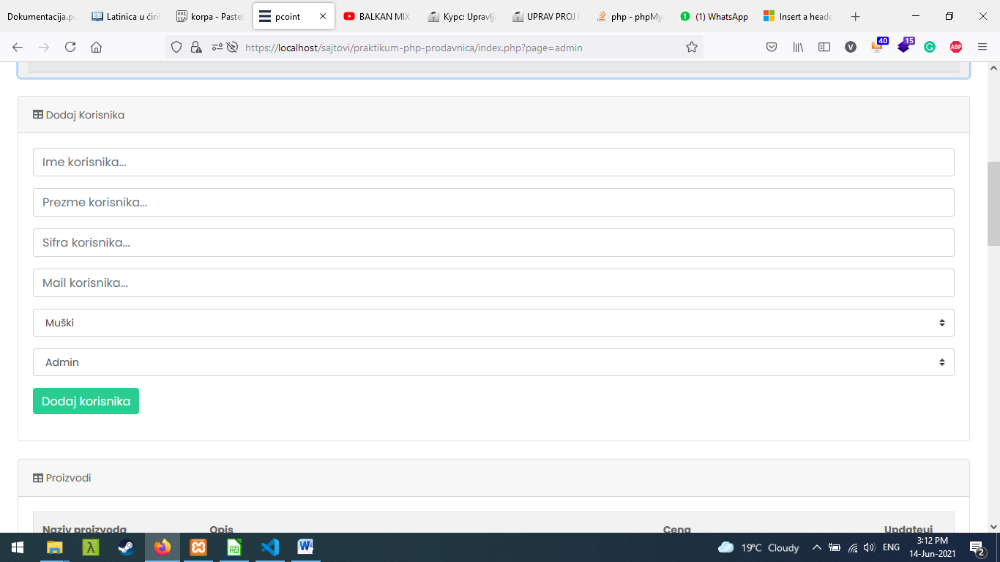 Dokumentacija.p
Latinica u ćiril
korpa - Paste
pcoint
BALKAN MIX
Курс: Upravlja
UPRAV PROJ
php - phpMy
(1) WhatsApp
Insert a heade
https://localhost/sajtovi/praktikum-php-prodavnica/index.php?page=admin
V
40
15
ABP
Dodaj Korisnika
Ime korisnika...
Prezme korisnika...
Sifra korisnika...
Mail korisnika...
Muški
Admin
Dodaj korisnika
Proizvodi
Naziv proizvoda Opis Cena Updateuj
19°C Cloudy
ENG
3:12 PM
14-Jun-2021
2